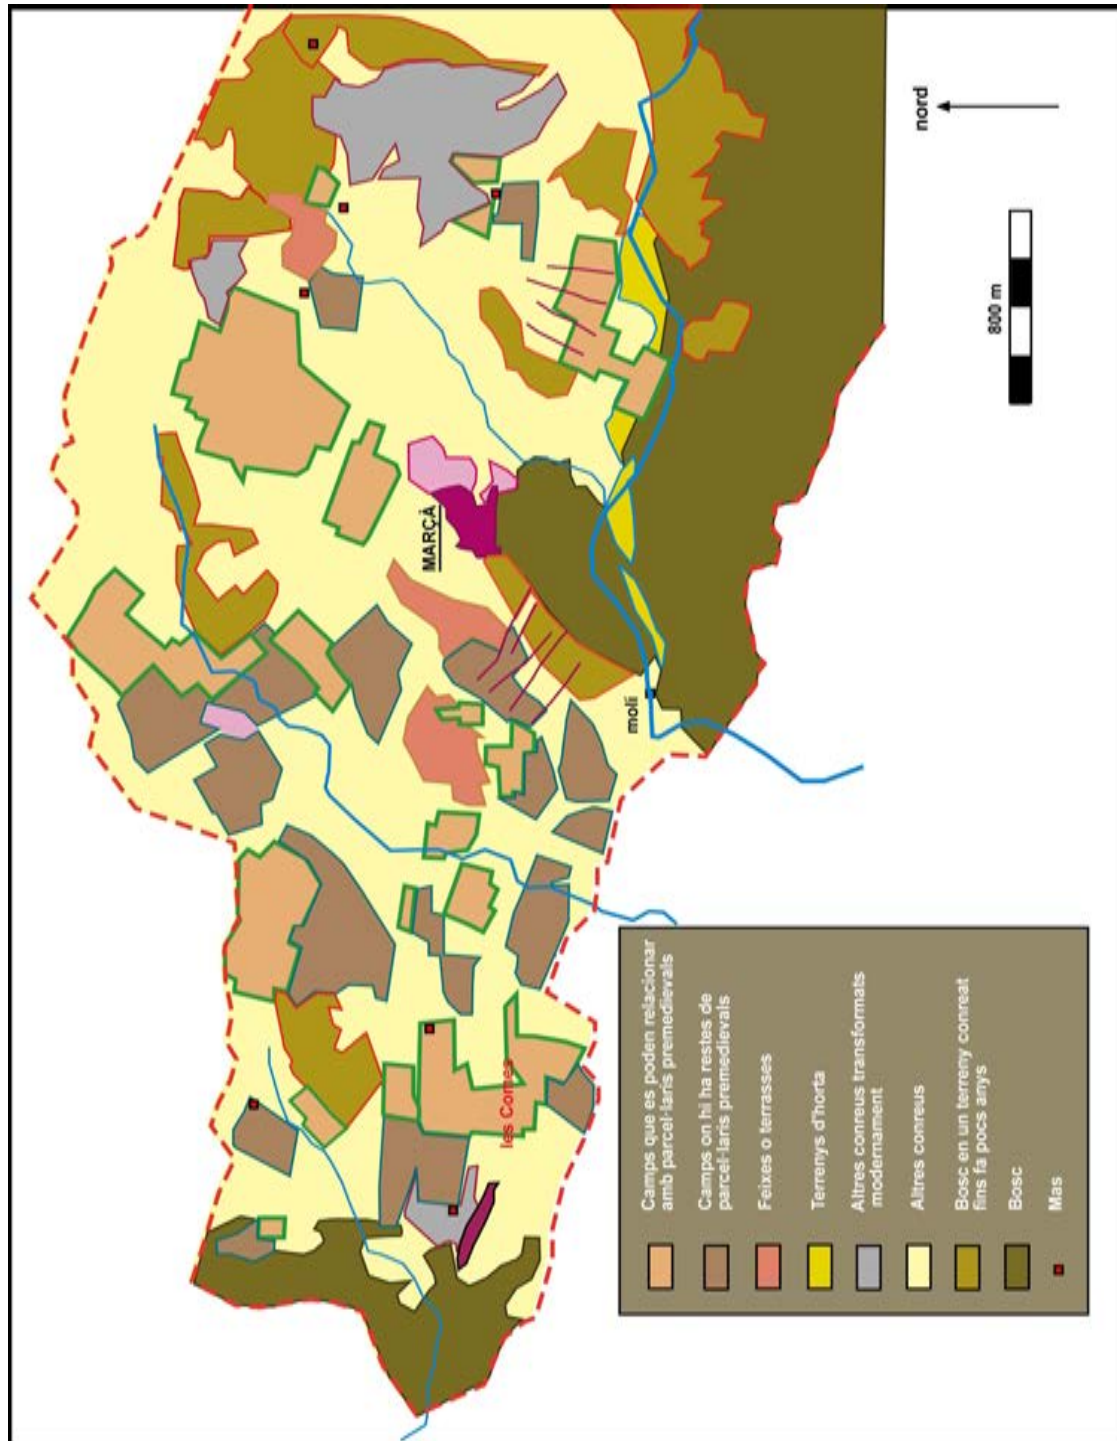 nord
800 m
MARÇÀ
moli
les Comes
Camps que es poden relacionar
amb parcel·laris premedievals
Camps on hi ha restes de
parcel·laris premedievals
Feixes o terrasses
Terrenys d'horta
Altres conreus transformats
modernament
Altres conreus
Bosc en un terreny conreat
fins fa pocs anys
Bosc
Mas